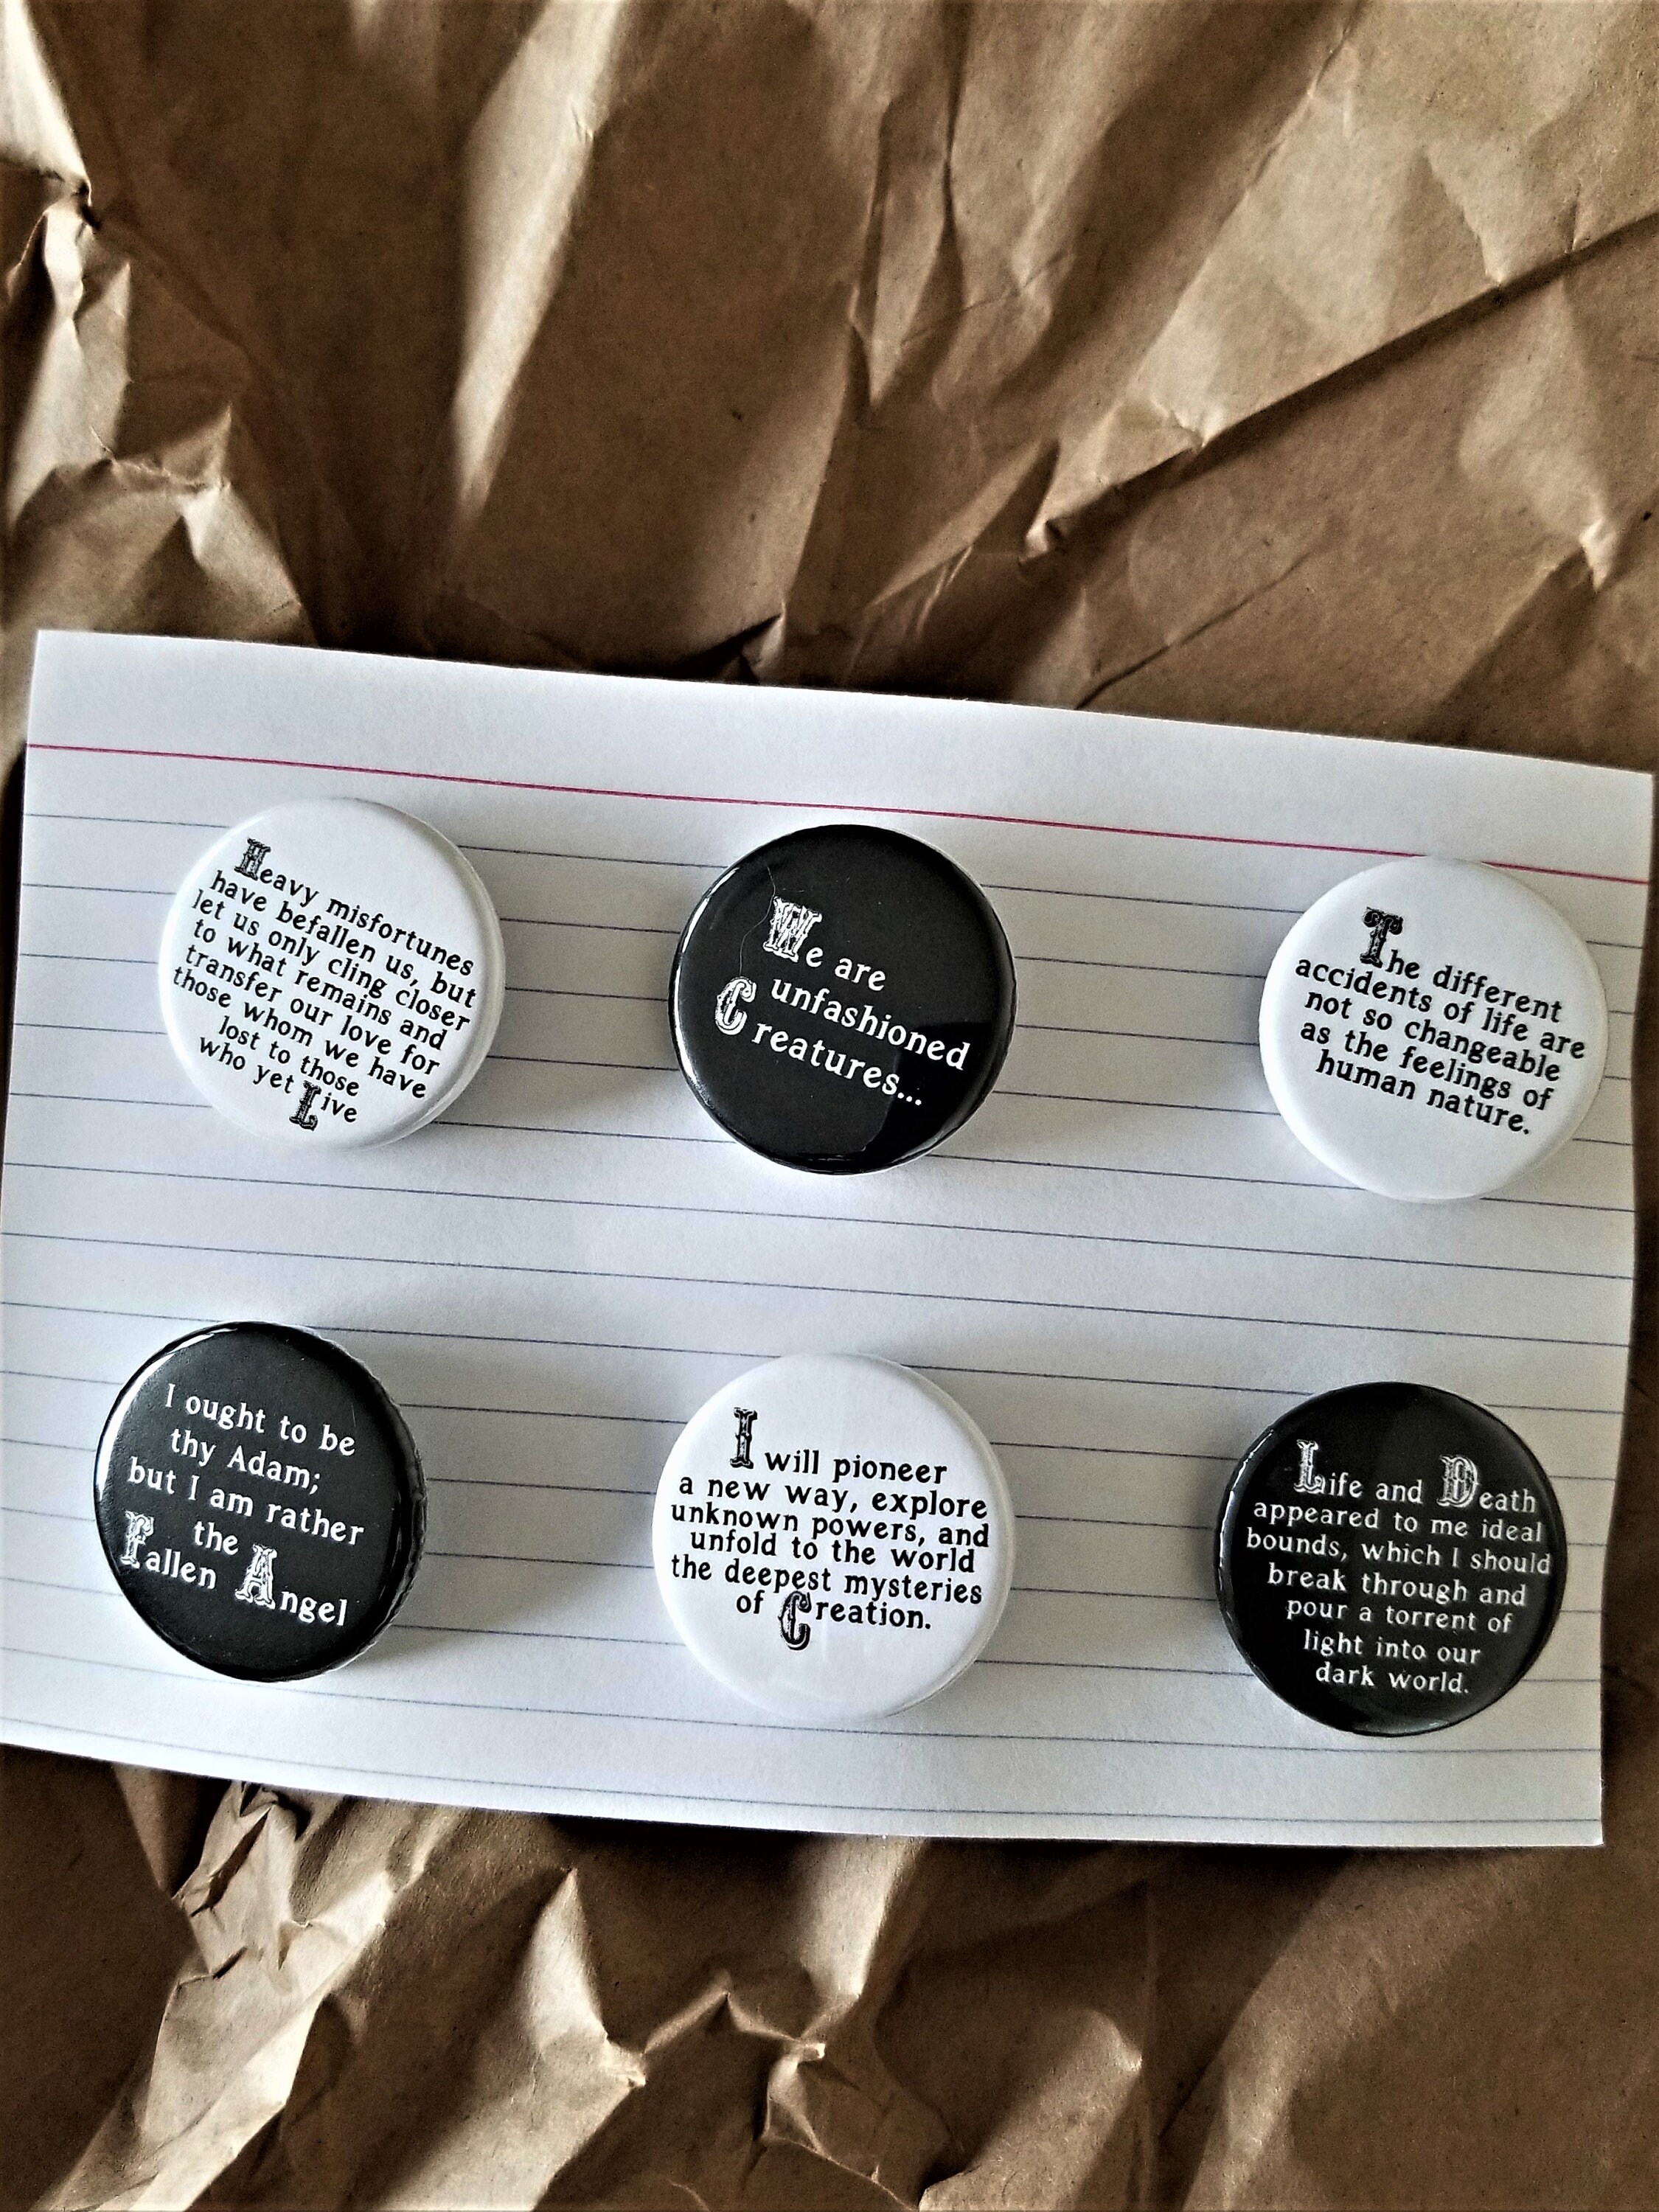 Heavy misfortunes
have befallen us, but
let us only cling closer
to what remains and
transfer our love for
those whom we have
lost to those
who yet Live
We are
unfashioned
Creatures...
The different
accidents of life are
not so changeable
as the feelings of
human nature.
I ought to be
thy Adam;
but I am rather
the
Fallen Angel
I will pioneer
a new way, explore
unknown powers, and
unfold to the world
the deepest mysteries
of Creation.
Life and Death
appeared to me ideal
bounds, which I should
break through and
pour a torrent of
light into our
dark world.